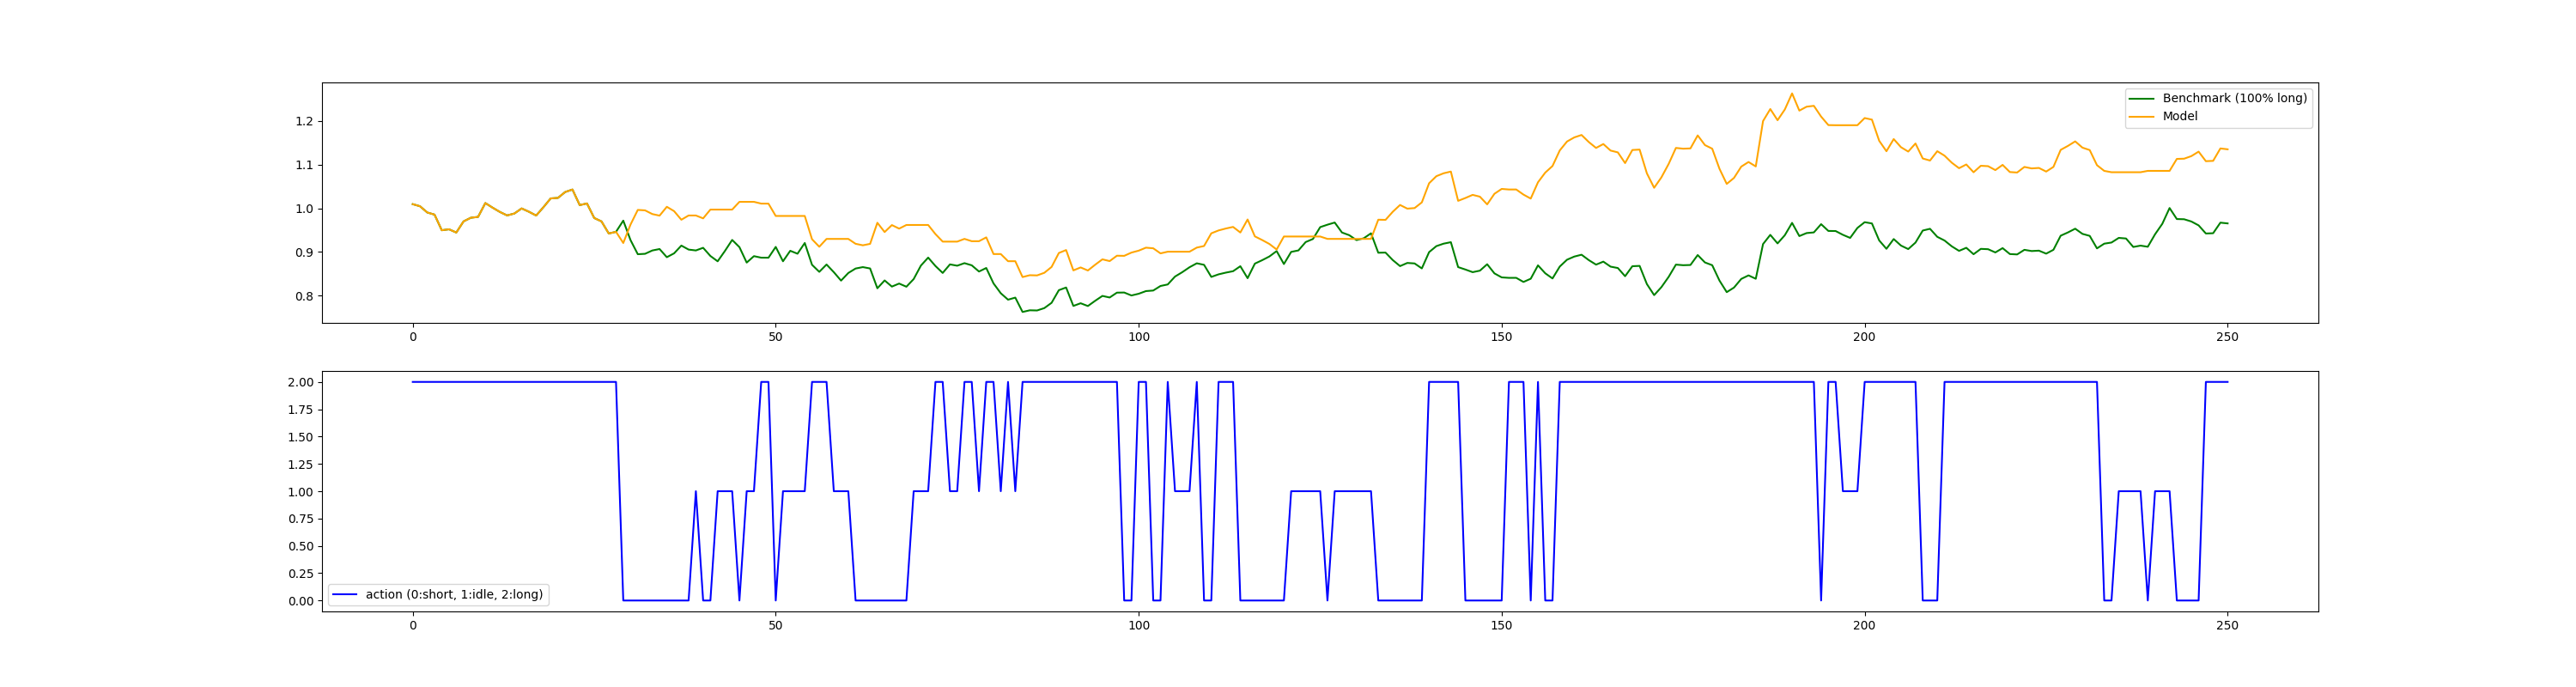 Benchmark (100% long)
Model
1.2
1.1
1.0
0.9
0.8
0 50 100 150 200 250
2.00
1.75
1.50
1.25
1.00
0.75
0.50
0.25
0.00
action (0:short, 1:idle, 2:long)
0 50 100 150 200 250